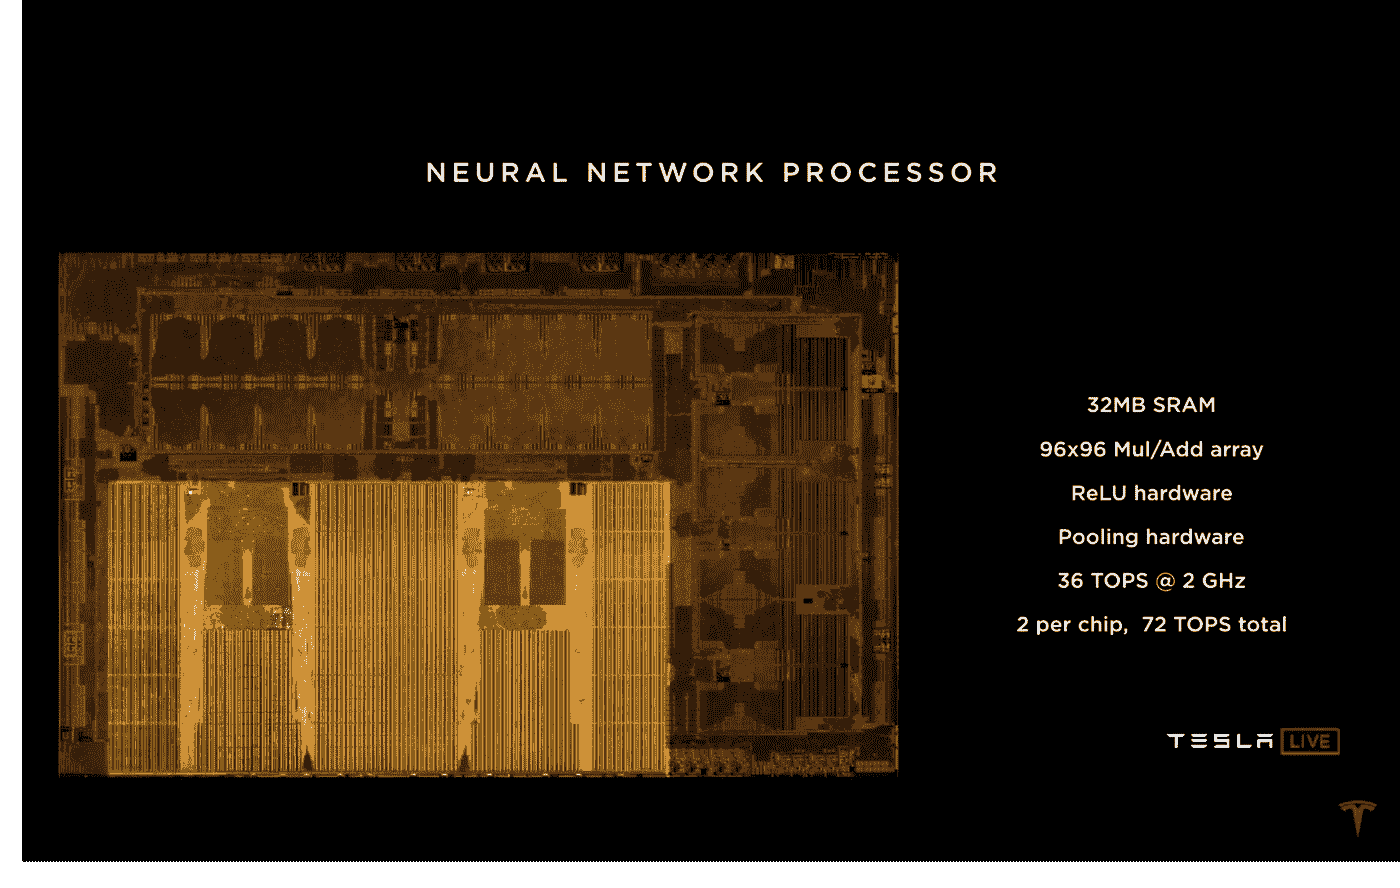 NEURAL NETWORK PROCESSOR
32MB SRAM
96x96 Mul/Add array
ReLU hardware
Pooling hardware
36 TOPS @ 2 GHz
2 per chip, 72 TOPS total
TESLA LIVE